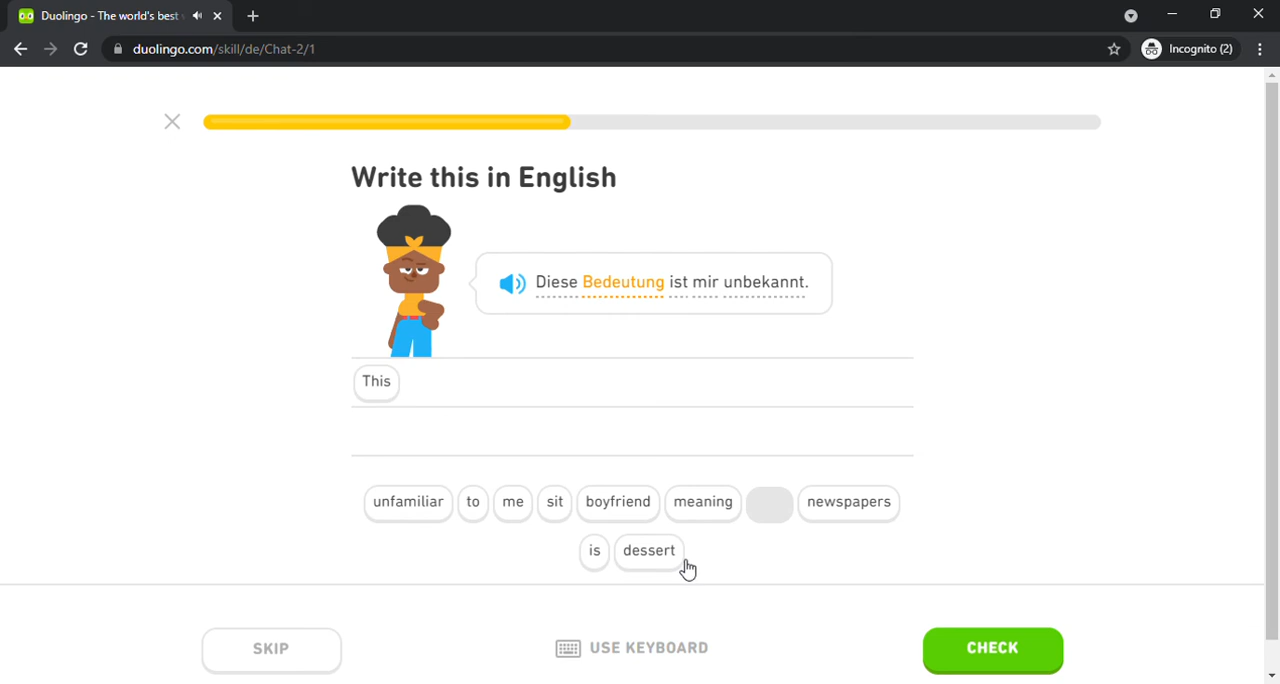 Duolingo - The world's best
duolingo.com/skill/de/Chat-2/1
Incognito (2)
Write this in English
Diese Bedeutung ist mir unbekannt.
This
unfamiliar to me sit boyfriend meaning newspapers
is dessert
SKIP
USE KEYBOARD
CHECK